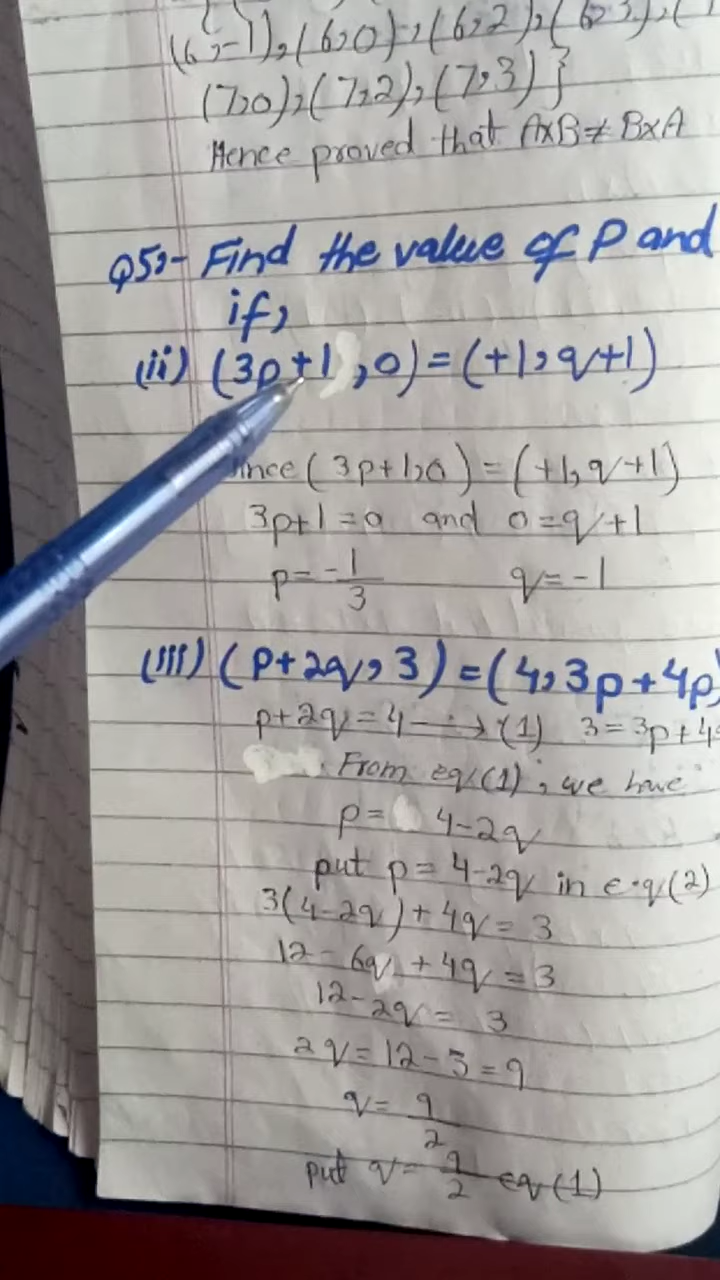 (6,-1),(6,0),(6,2),(6,3),(
(7,0),(7,2),(7,3)}
Hence proved that A×B≠B×A
Q5:- Find the value of P and
if,
(ii) (3p+1,0)=(+1,q+1)
ince (3p+1,0)=(+1,q+1)
3p+1=0 and 0=q+1
p=-1/3 q=-1
(iii) (P+2q,3)=(4,3p+4p)
p+2q=4→(1) 3=3p+4
From eq(1), we have
p= 4-2q
put p=4-2q in e.q(2)
3(4-2q)+4q=3
12-6q+4q=3
12-2q=3
2q=12-3=9
q=9/2
put q=9/2 eq(1)